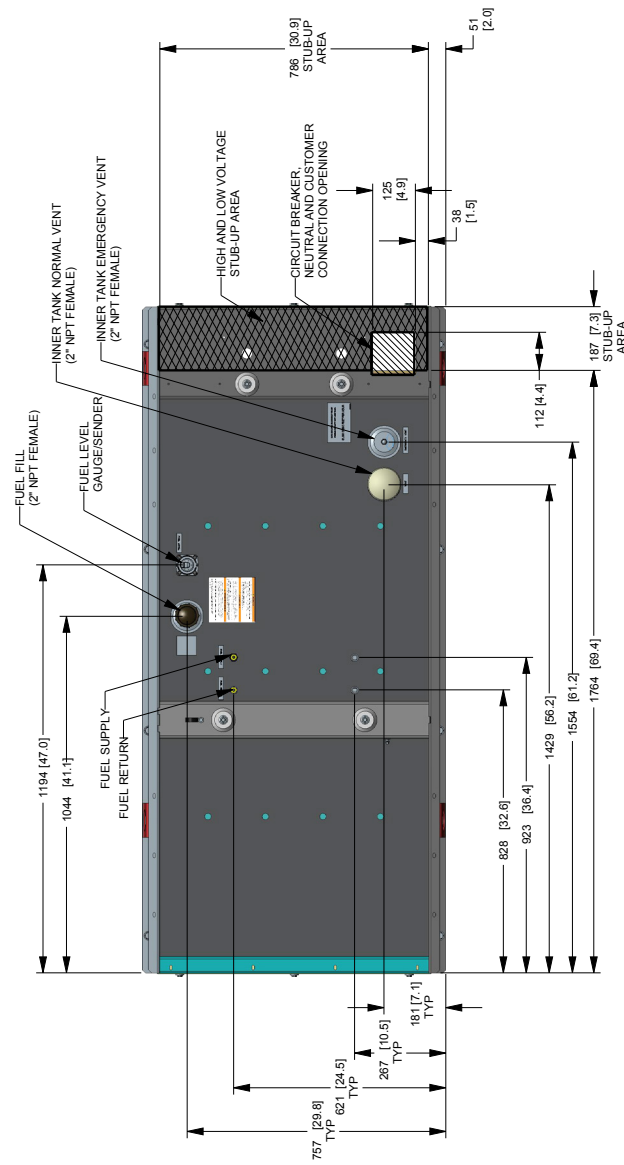 786 [30.9]
STUB-UP
AREA
51
[2.0]
INNER TANK NORMAL VENT
(2" NPT FEMALE)
HIGH AND LOW VOLTAGE
STUB-UP AREA
INNER TANK EMERGENCY VENT
(2" NPT FEMALE)
CIRCUIT BREAKER,
NEUTRAL AND CUSTOMER
CONNECTION OPENING
125
[4.9]
38
[1.5]
FUEL FILL
(2" NPT FEMALE)
FUEL LEVEL
GAUGE/SENDER
187 [7.3]
STUB-UP
AREA
112 [4.4]
1194 [47.0]
1044 [41.1]
FUEL SUPPLY
FUEL RETURN
828 [32.6]
923 [36.4]
1429 [56.2]
1554 [61.2]
1764 [69.4]
757 [29.8]
TYP
621 [24.5]
TYP
267 [10.5]
TYP
181 [7.1]
TYP